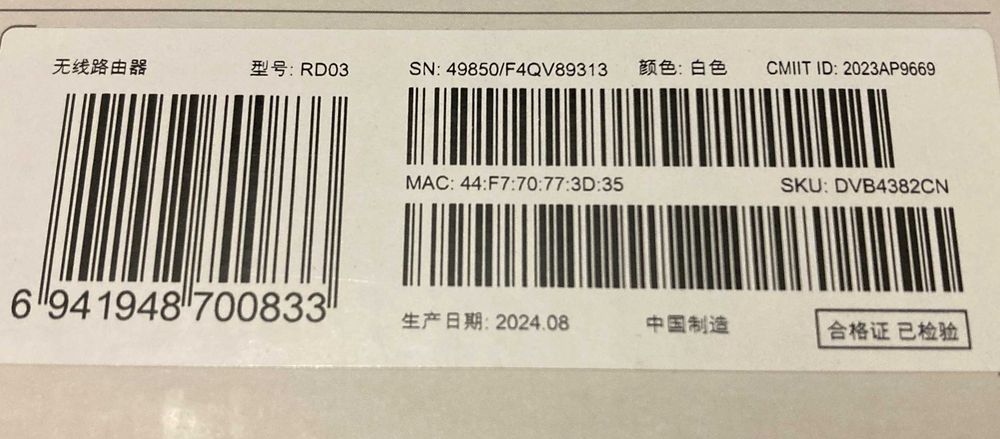 无线路由器 型号: RD03
6 941948 700833
SN: 49850/F4QV89313 颜色: 白色 CMIIT ID: 2023AP9669
MAC: 44:F7:70:77:3D:35 SKU: DVB4382CN
生产日期: 2024.08 中国制造 合格证 已检验